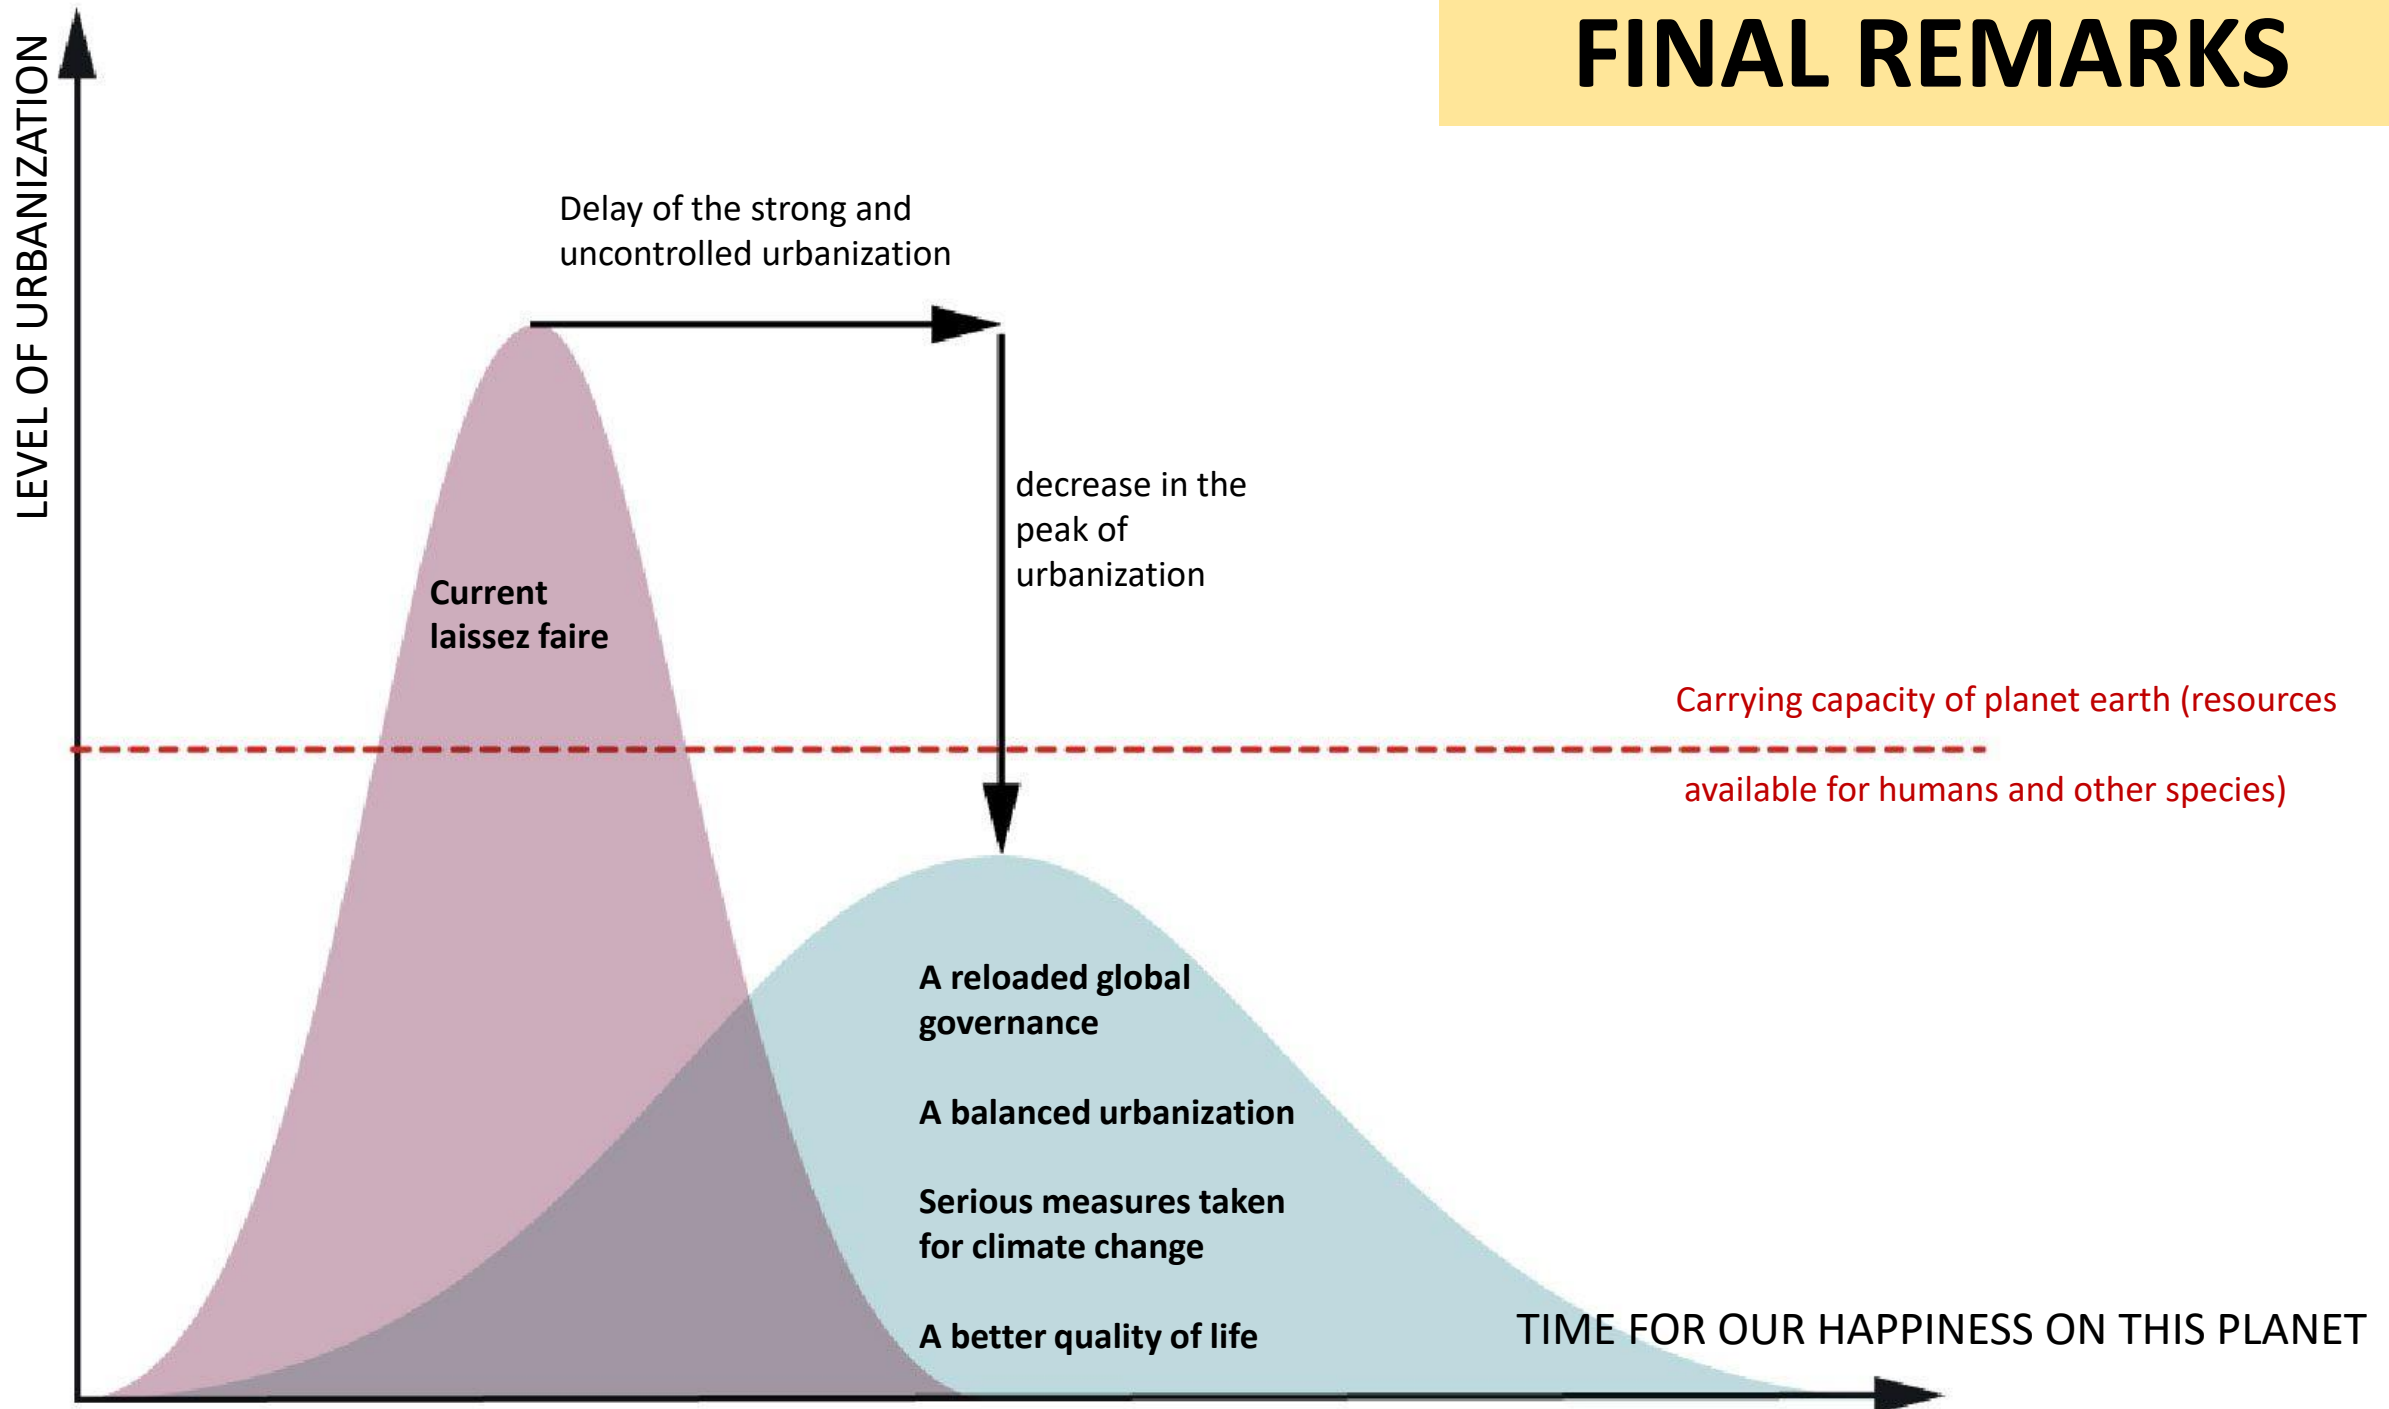 FINAL REMARKS
LEVEL OF URBANIZATION
Delay of the strong and
uncontrolled urbanization
decrease in the
peak of
urbanization
Current
laissez faire
Carrying capacity of planet earth (resources
available for humans and other species)
A reloaded global
governance
A balanced urbanization
Serious measures taken
for climate change
A better quality of life
TIME FOR OUR HAPPINESS ON THIS PLANET